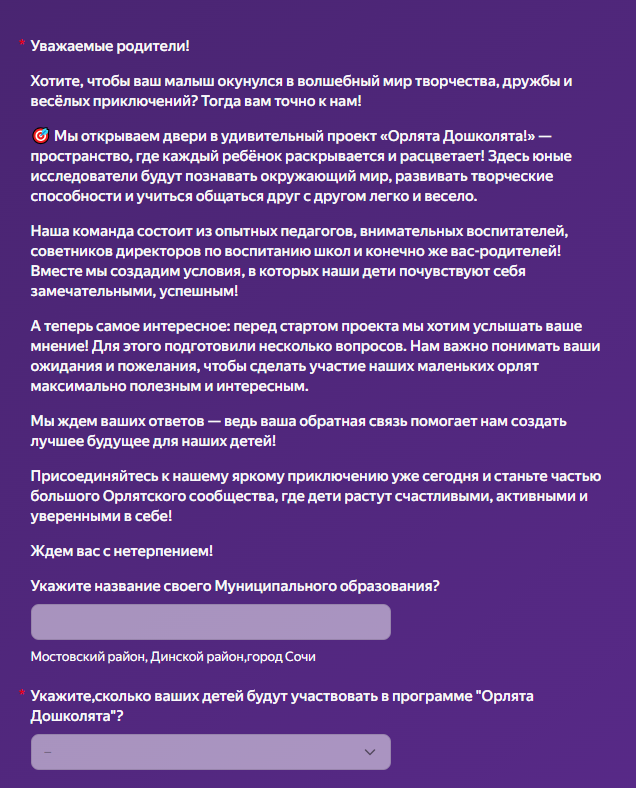 * Уважаемые родители!
Хотите, чтобы ваш малыш окунулся в волшебный мир творчества, дружбы и
весёлых приключений? Тогда вам точно к нам!
🎯 Мы открываем двери в удивительный проект «Орлята Дошколята!» —
пространство, где каждый ребёнок раскрывается и расцветает! Здесь юные
исследователи будут познавать окружающий мир, развивать творческие
способности и учиться общаться друг с другом легко и весело.
Наша команда состоит из опытных педагогов, внимательных воспитателей,
советников директоров по воспитанию школ и конечно же вас-родителей!
Вместе мы создадим условия, в которых наши дети почувствуют себя
замечательными, успешным!
А теперь самое интересное: перед стартом проекта мы хотим услышать ваше
мнение! Для этого подготовили несколько вопросов. Нам важно понимать ваши
ожидания и пожелания, чтобы сделать участие наших маленьких орлят
максимально полезным и интересным.
Мы ждем ваших ответов — ведь ваша обратная связь помогает нам создать
лучшее будущее для наших детей!
Присоединяйтесь к нашему яркому приключению уже сегодня и станьте частью
большого Орлятского сообщества, где дети растут счастливыми, активными и
уверенными в себе!
Ждем вас с нетерпением!
Укажите название своего Муниципального образования?
Мостовский район, Динской район,город Сочи
* Укажите,сколько ваших детей будут участвовать в программе "Орлята
Дошколята"?
–